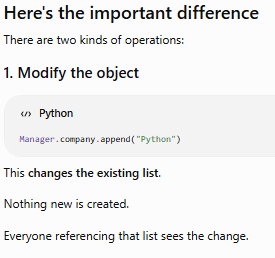 Here's the important difference
There are two kinds of operations:
1. Modify the object
</> Python
Manager.company.append("Python")
This changes the existing list.
Nothing new is created.
Everyone referencing that list sees the change.